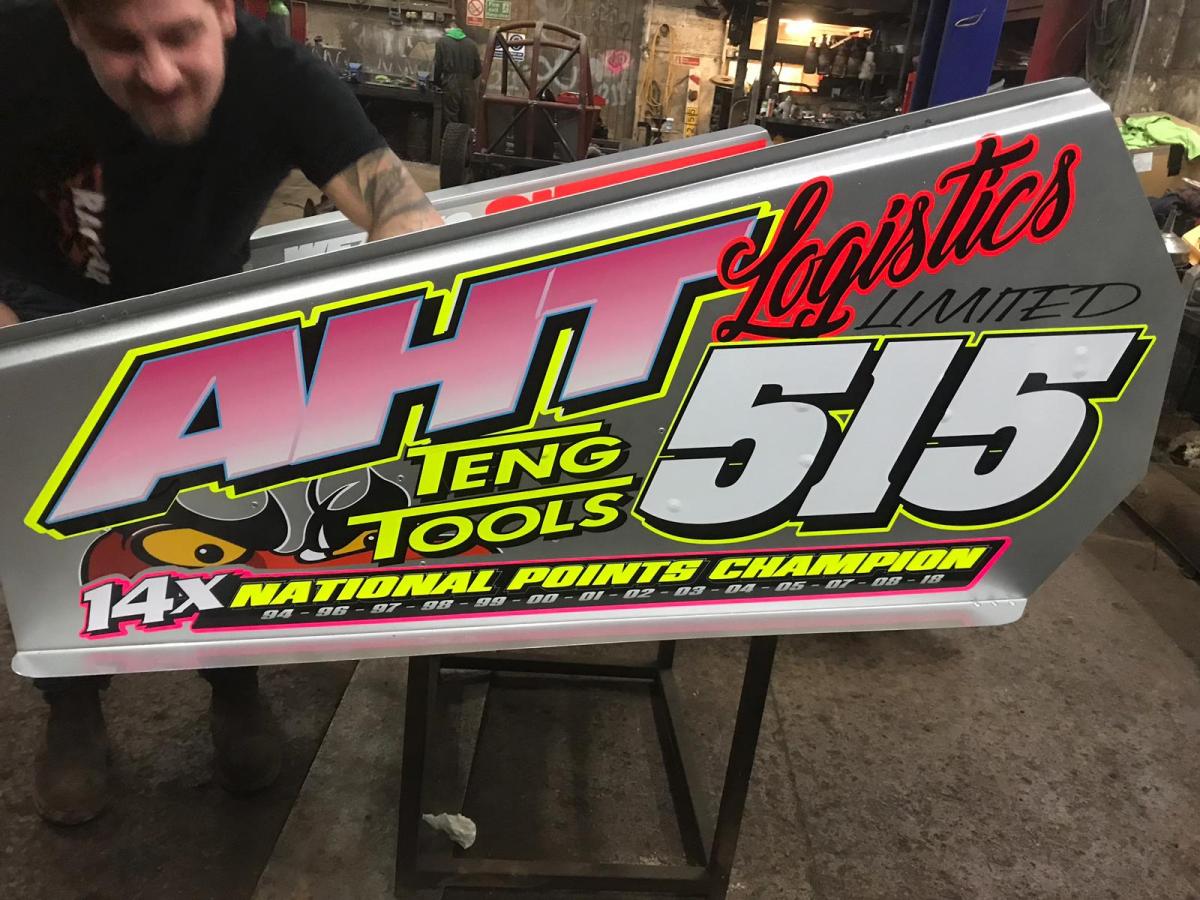 AHT
Logistics
LIMITED
TENG
TOOLS
515
14X NATIONAL POINTS CHAMPION
94 - 96 - 97 - 98 - 99 - 00 - 01 - 02 - 03 - 04 - 05 - 07 - 08 - 18